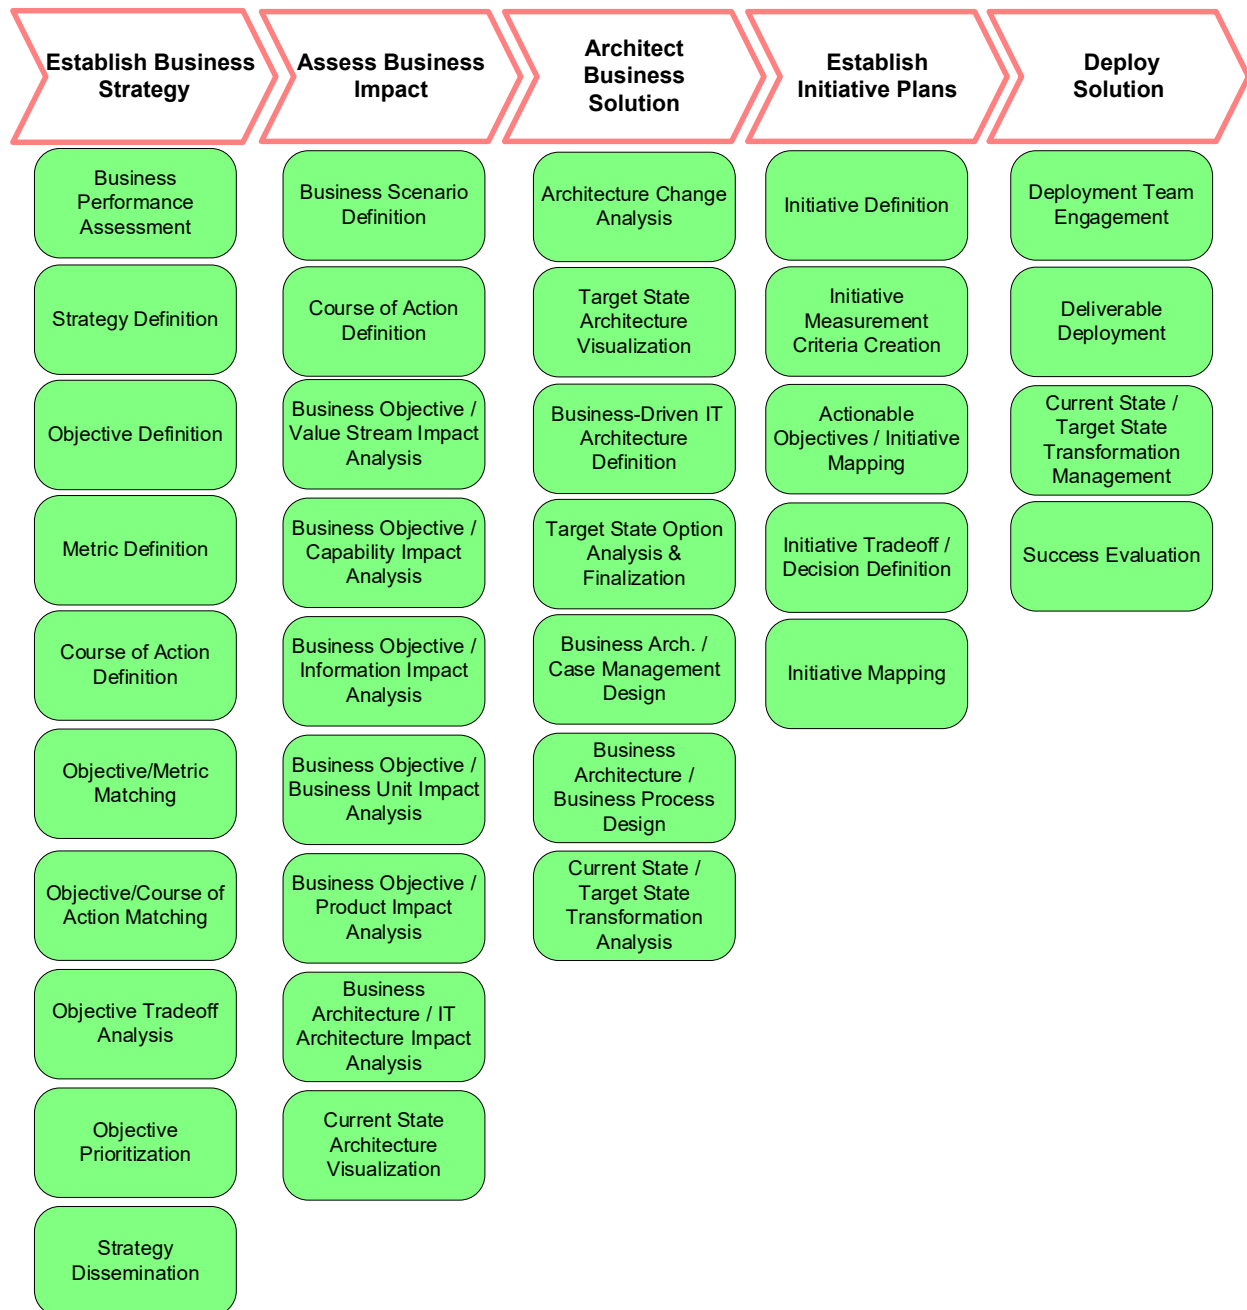 Establish Business
Strategy
Assess Business
Impact
Architect
Business
Solution
Establish
Initiative Plans
Deploy
Solution
Business
Performance
Assessment
Strategy Definition
Objective Definition
Metric Definition
Course of Action
Definition
Objective/Metric
Matching
Objective/Course of
Action Matching
Objective Tradeoff
Analysis
Objective
Prioritization
Strategy
Dissemination
Business Scenario
Definition
Course of Action
Definition
Business Objective /
Value Stream Impact
Analysis
Business Objective /
Capability Impact
Analysis
Business Objective /
Information Impact
Analysis
Business Objective /
Business Unit Impact
Analysis
Business Objective /
Product Impact
Analysis
Business
Architecture / IT
Architecture Impact
Analysis
Current State
Architecture
Visualization
Architecture Change
Analysis
Target State
Architecture
Visualization
Business-Driven IT
Architecture
Definition
Target State Option
Analysis &
Finalization
Business Arch. /
Case Management
Design
Business
Architecture /
Business Process
Design
Current State /
Target State
Transformation
Analysis
Initiative Definition
Initiative
Measurement
Criteria Creation
Actionable
Objectives / Initiative
Mapping
Initiative Tradeoff /
Decision Definition
Initiative Mapping
Deployment Team
Engagement
Deliverable
Deployment
Current State /
Target State
Transformation
Management
Success Evaluation